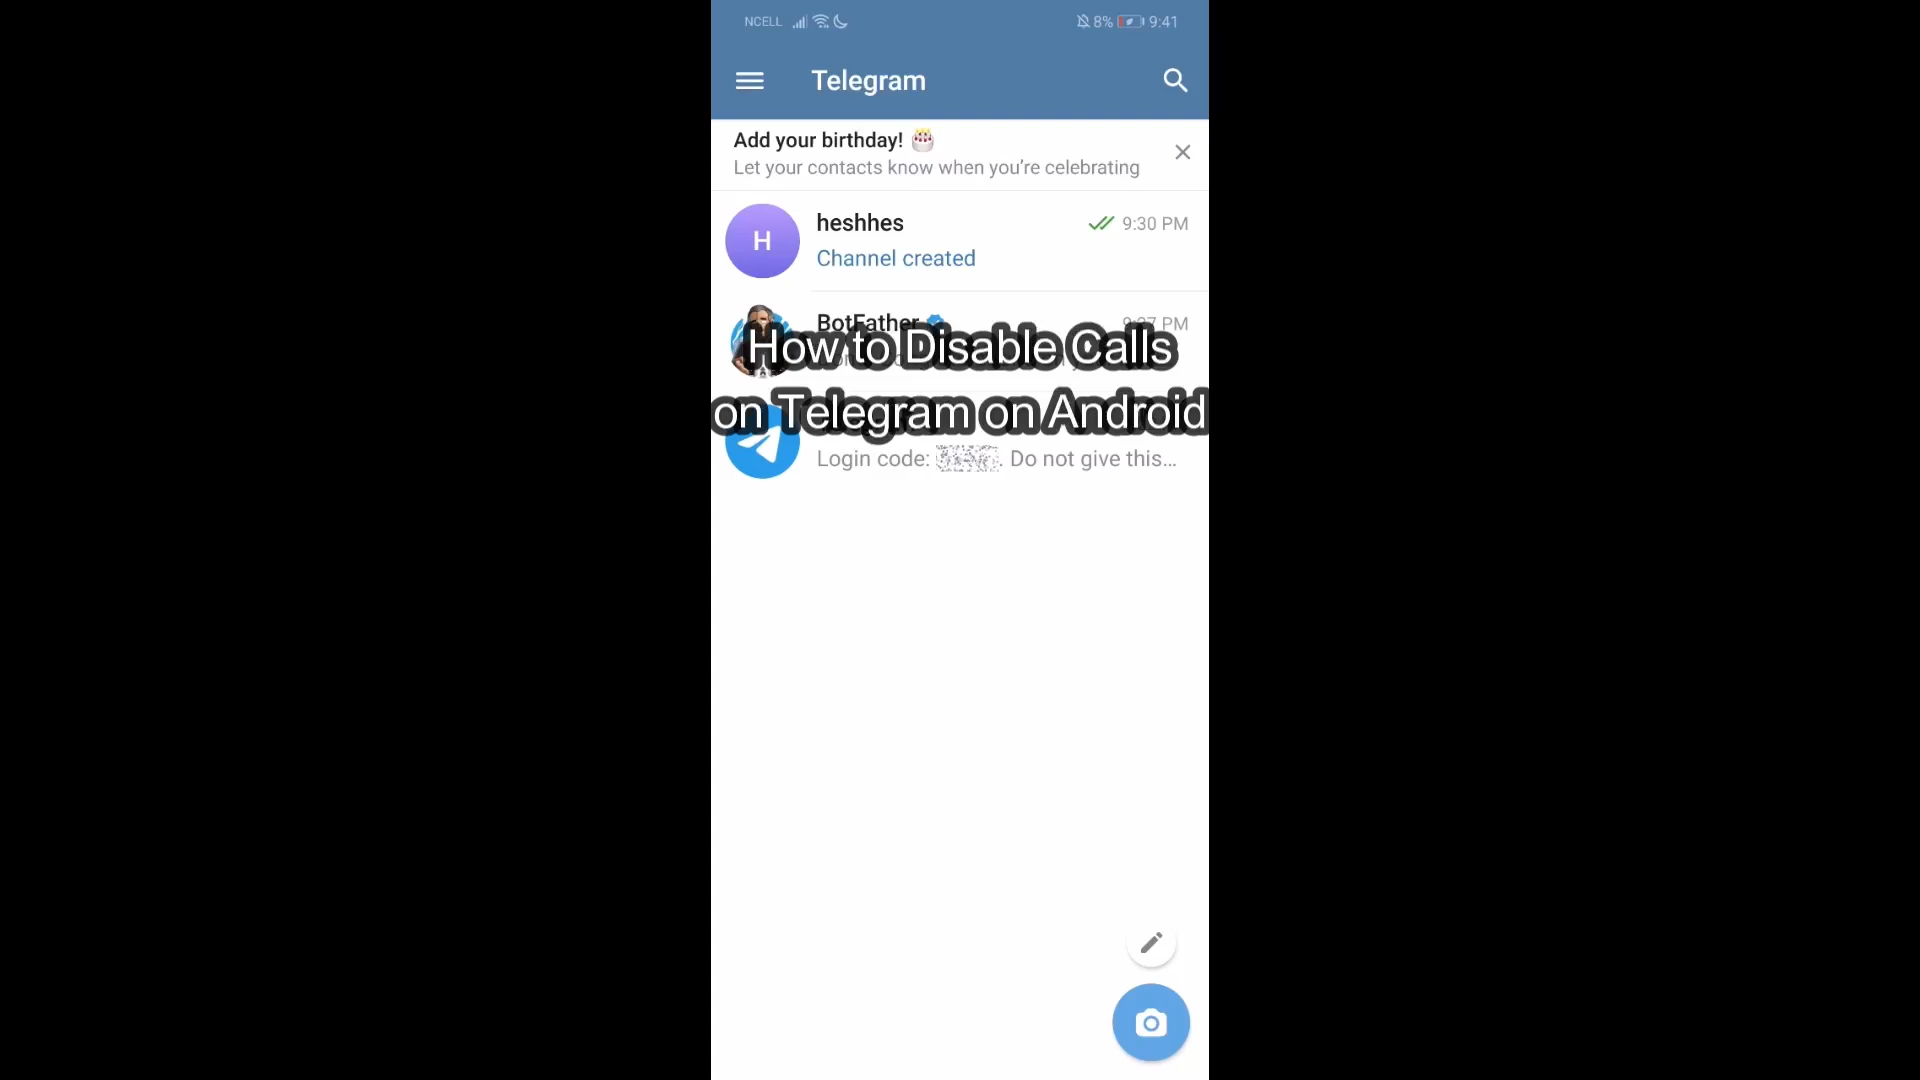 NCELL 8% 9:41
Telegram
Add your birthday! 🎂
Let your contacts know when you’re celebrating
H heshhes 9:30 PM
Channel created
BotFather PM
How to Disable Calls
on Telegram on Android
Login code: . Do not give this...